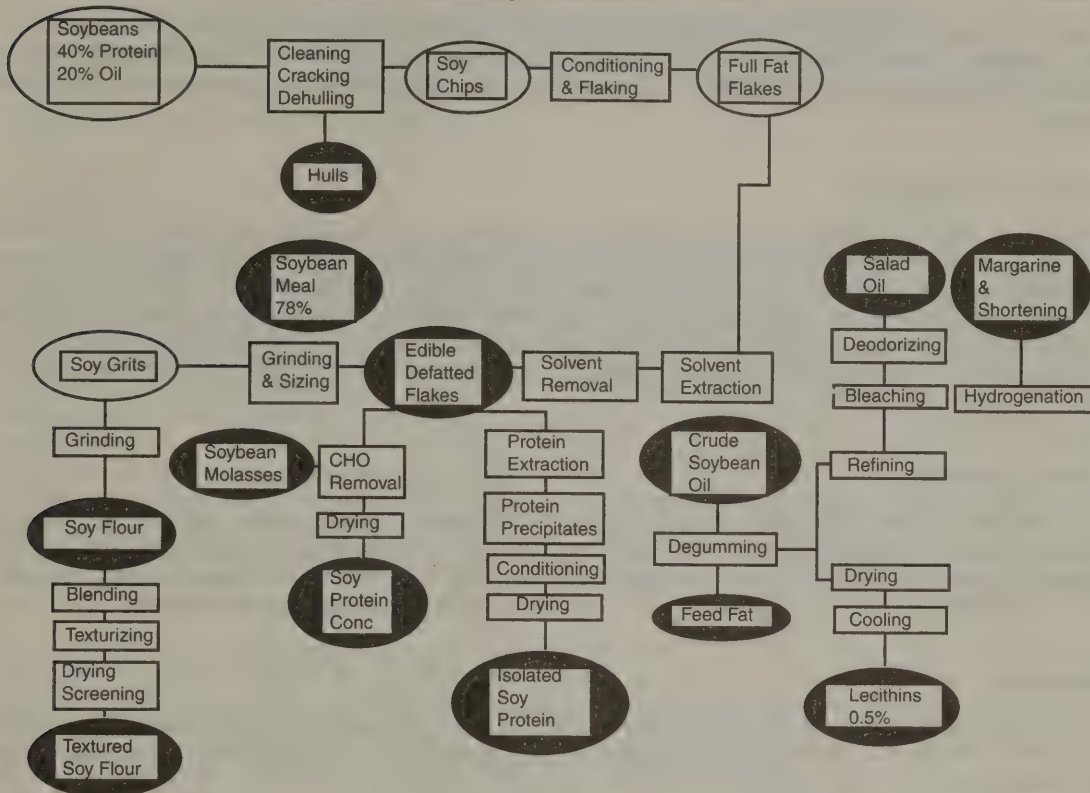 Soybeans
40% Protein
20% Oil
Cleaning
Cracking
Dehulling
Soy
Chips
Conditioning
& Flaking
Full Fat
Flakes
Hulls
Soybean
Meal
78%
Salad
Oil
Margarine
&
Shortening
Soy Grits
Grinding
& Sizing
Edible
Defatted
Flakes
Solvent
Removal
Solvent
Extraction
Deodorizing
Bleaching
Hydrogenation
Grinding
Soybean
Molasses
CHO
Removal
Protein
Extraction
Crude
Soybean
Oil
Refining
Soy Flour
Drying
Protein
Precipitates
Degumming
Blending
Soy
Protein
Conc
Conditioning
Drying
Feed Fat
Drying
Cooling
Texturizing
Drying
Screening
Isolated
Soy
Protein
Lecithins
0.5%
Textured
Soy Flour